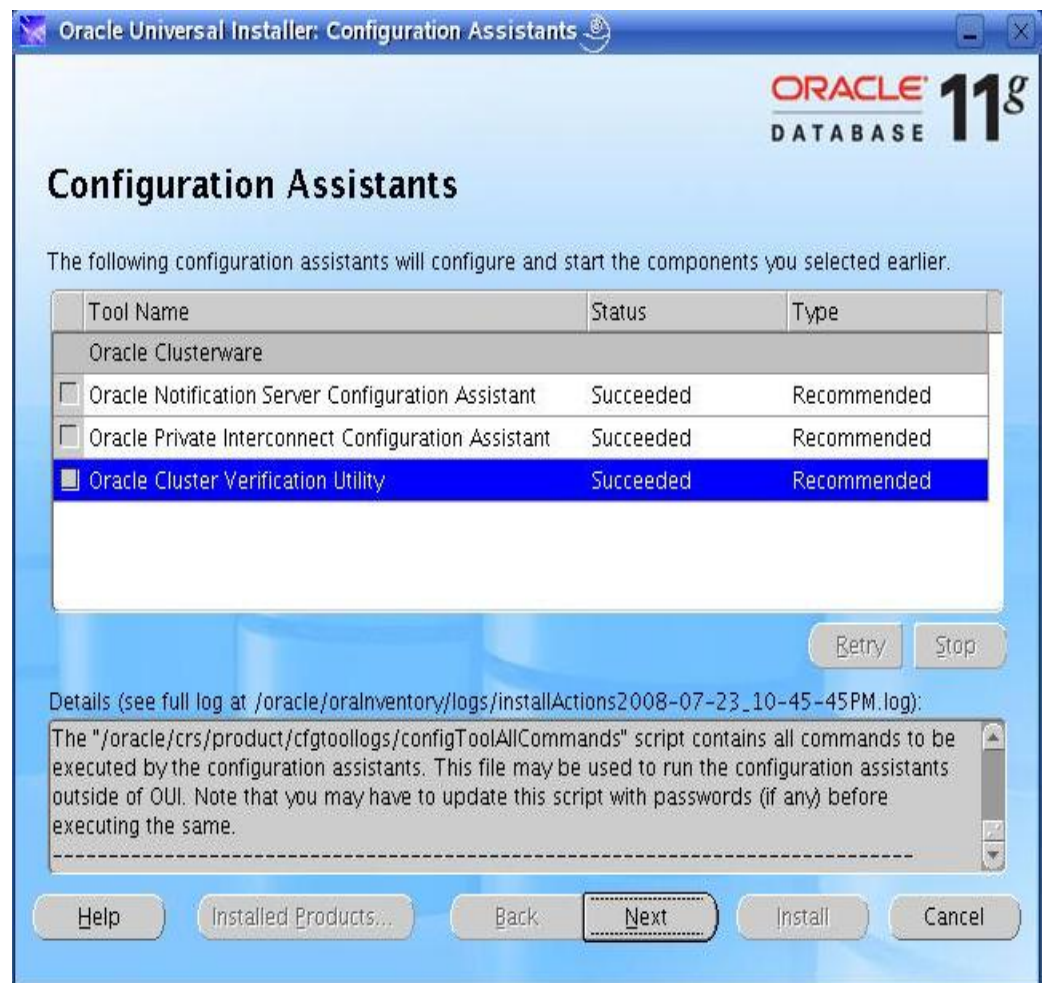 Oracle Universal Installer: Configuration Assistants
ORACLE
DATABASE
11g
Configuration Assistants
The following configuration assistants will configure and start the components you selected earlier.
Tool Name Status Type
Oracle Clusterware
Oracle Notification Server Configuration Assistant Succeeded Recommended
Oracle Private Interconnect Configuration Assistant Succeeded Recommended
Oracle Cluster Verification Utility Succeeded Recommended
Retry Stop
Details (see full log at /oracle/oraInventory/logs/installActions2008-07-23_10-45-45PM.log):
The "/oracle/crs/product/cfgtoollogs/configToolAllCommands" script contains all commands to be
executed by the configuration assistants. This file may be used to run the configuration assistants
outside of OUI. Note that you may have to update this script with passwords (if any) before
executing the same.
--------------------------------------------------------------------------
Help Installed Products... Back Next Install Cancel